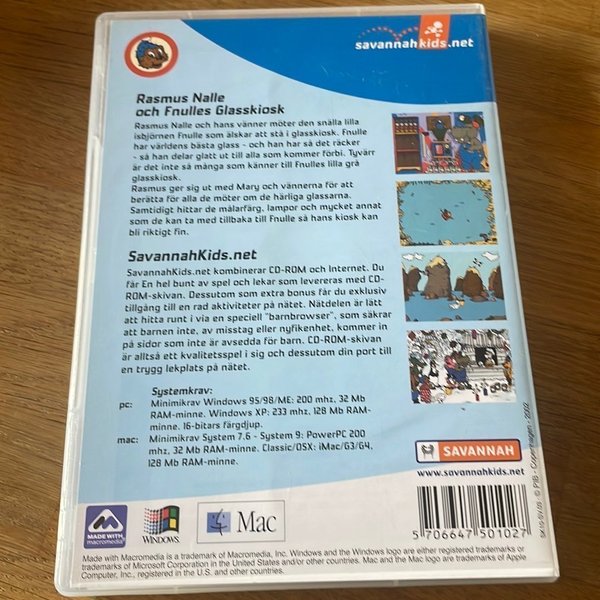 savannahkids.net
Rasmus Nalle
och Fnulles Glasskiosk
Rasmus Nalle och hans vänner möter den snälla lilla
isbjörnen Fnulle som älskar att stå i glasskiosk. Fnulle
har världens bästa glass - och han har så det räcker
- så han delar glatt ut till alla som kommer förbi. Tyvärr
är det inte så många som känner till Fnulles lilla grå
glasskiosk.
Rasmus ger sig ut med Mary och vännerna för att
berätta för alla de möter om de härliga glassarna.
Samtidigt hittar de målarfärg, lampor och mycket annat
som de kan ta med tillbaka till Fnulle så hans kiosk kan
bli riktigt fin.
SavannahKids.net
SavannahKids.net kombinerar CD-ROM och Internet. Du
får En hel bunt av spel och lekar som levereras med CD-
ROM-skivan. Dessutom som extra bonus får du exklusiv
tillgång till en rad aktiviteter på nätet. Nätdelen är lätt
att hitta runt i via en speciell "barnbrowser", som säkrar
att barnen inte, av misstag eller nyfikenhet, kommer in
på sidor som inte är avsedda för barn. CD-ROM-skivan
är alltså ett kvalitetsspel i sig och dessutom din port till
en trygg lekplats på nätet.
Systemkrav:
pc: Minimikrav Windows 95/98/ME: 200 mhz, 32 Mb
RAM-minne. Windows XP: 233 mhz, 128 Mb RAM-
minne. 16-bitars färgdjup.
mac: Minimikrav System 7.6 - System 9: PowerPC 200
mhz, 32 Mb RAM-minne. Classic/OSX: iMac/G3/G4,
128 Mb RAM-minne.
SAVANNAH
www.savannahkids.net
MADE WITH
macromedia
WINDOWS
Mac
5 706647 501027
SK10-SV-03 · © PIB - Copenhagen - 2002
Made with Macromedia is a trademark of Macromedia, Inc. Windows and the Windows logo are either registered trademarks or
trademarks of Microsoft Corporation in the United States and/or other countries. Mac and the Mac logo are trademarks of Apple
Computer, Inc., registered in the U.S. and other countries.